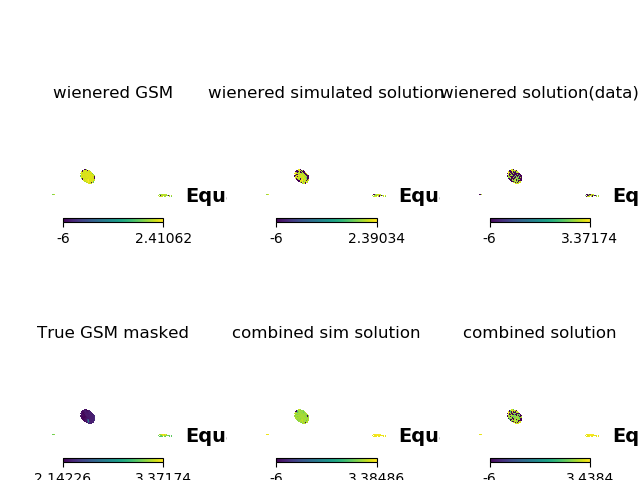 wienered GSM
wienered simulated solution
wienered solution(data)
Equ
Equ
Eq
-6 2.41062
-6 2.39034
-6 3.37174
True GSM masked
combined sim solution
combined solution
Equ
Equ
Eq
2.14226 3.37174
-6 3.38486
-6 3.4384